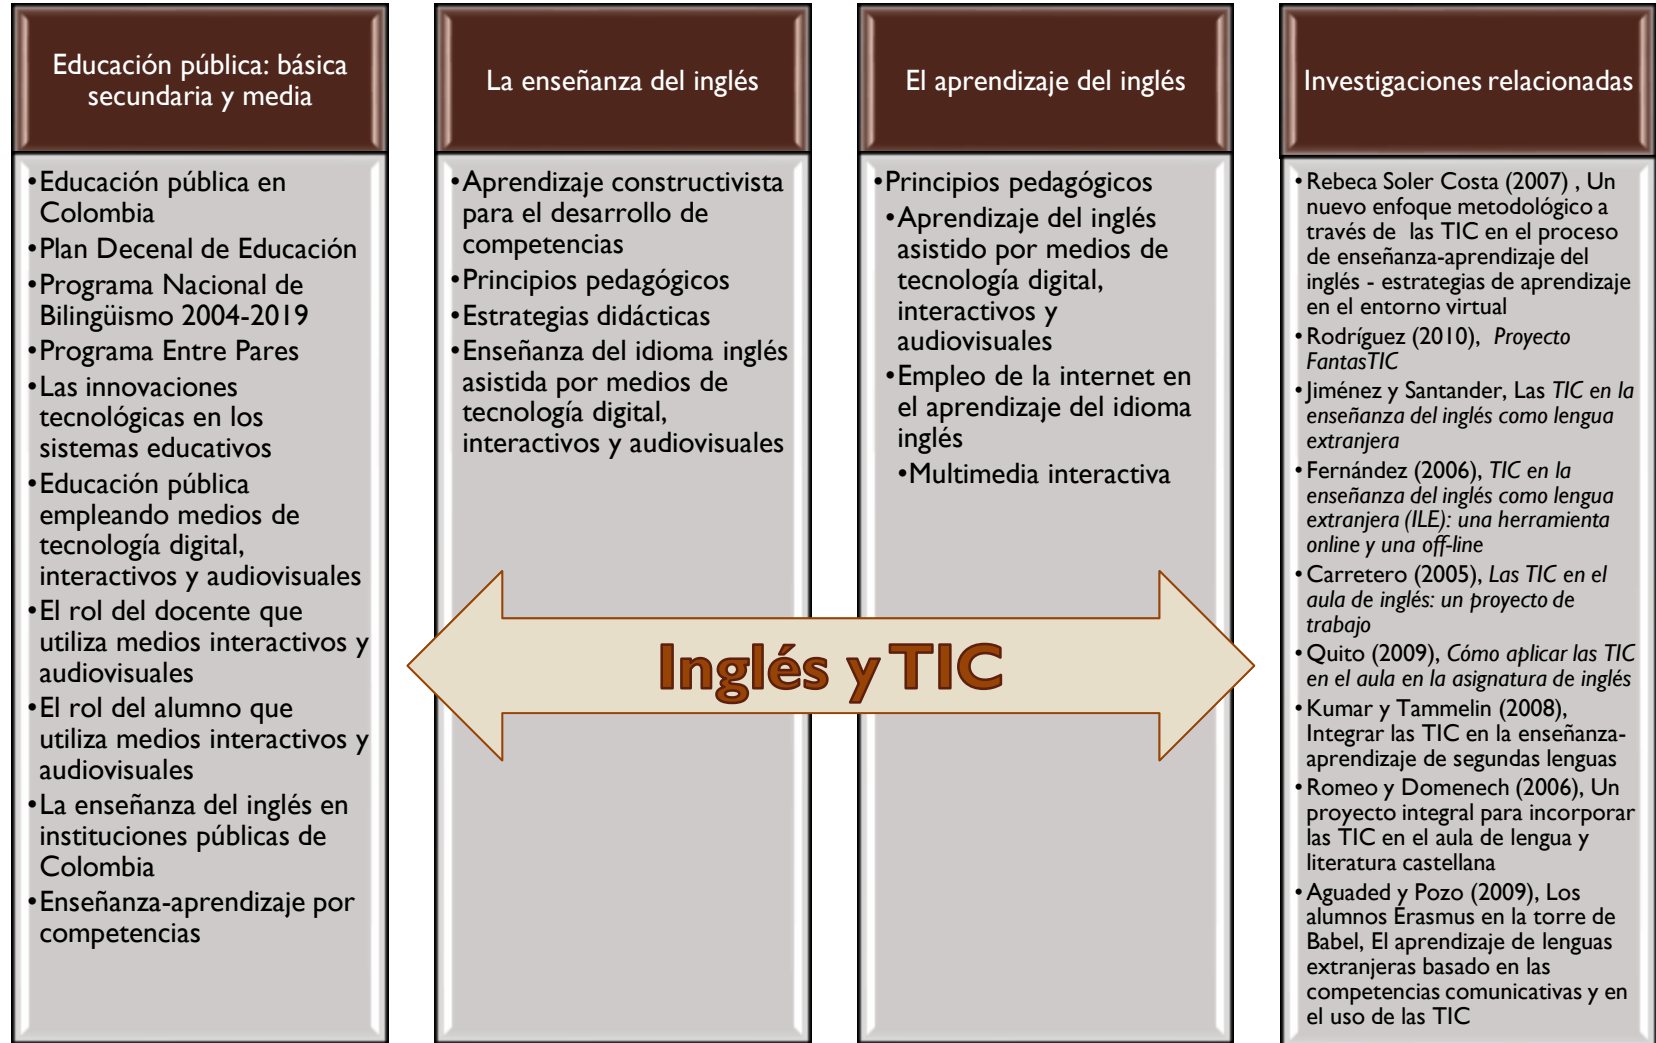 Educación pública: básica
secundaria y media
•Educación pública en
Colombia
•Plan Decenal de Educación
•Programa Nacional de
Bilingüismo 2004-2019
•Programa Entre Pares
•Las innovaciones
tecnológicas en los
sistemas educativos
•Educación pública
empleando medios de
tecnología digital,
interactivos y audiovisuales
•El rol del docente que
utiliza medios interactivos y
audiovisuales
•El rol del alumno que
utiliza medios interactivos y
audiovisuales
•La enseñanza del inglés en
instituciones públicas de
Colombia
•Enseñanza-aprendizaje por
competencias
La enseñanza del inglés
•Aprendizaje constructivista
para el desarrollo de
competencias
•Principios pedagógicos
•Estrategias didácticas
•Enseñanza del idioma inglés
asistida por medios de
tecnología digital,
interactivos y audiovisuales
El aprendizaje del inglés
•Principios pedagógicos
•Aprendizaje del inglés
asistido por medios de
tecnología digital,
interactivos y
audiovisuales
•Empleo de la internet en
el aprendizaje del idioma
inglés
•Multimedia interactiva
Inglés y TIC
Investigaciones relacionadas
•Rebeca Soler Costa (2007) , Un
nuevo enfoque metodológico a
través de las TIC en el proceso
de enseñanza-aprendizaje del
inglés - estrategias de aprendizaje
en el entorno virtual
•Rodríguez (2010), Proyecto
FantasTIC
•Jiménez y Santander, Las TIC en la
enseñanza del inglés como lengua
extranjera
•Fernández (2006), TIC en la
enseñanza del inglés como lengua
extranjera (ILE): una herramienta
online y una off-line
•Carretero (2005), Las TIC en el
aula de inglés: un proyecto de
trabajo
•Quito (2009), Cómo aplicar las TIC
en el aula en la asignatura de inglés
•Kumar y Tammelin (2008),
Integrar las TIC en la enseñanza-
aprendizaje de segundas lenguas
•Romeo y Domenech (2006), Un
proyecto integral para incorporar
las TIC en el aula de lengua y
literatura castellana
•Aguaded y Pozo (2009), Los
alumnos Érasmus en la torre de
Babel, El aprendizaje de lenguas
extranjeras basado en las
competencias comunicativas y en
el uso de las TIC